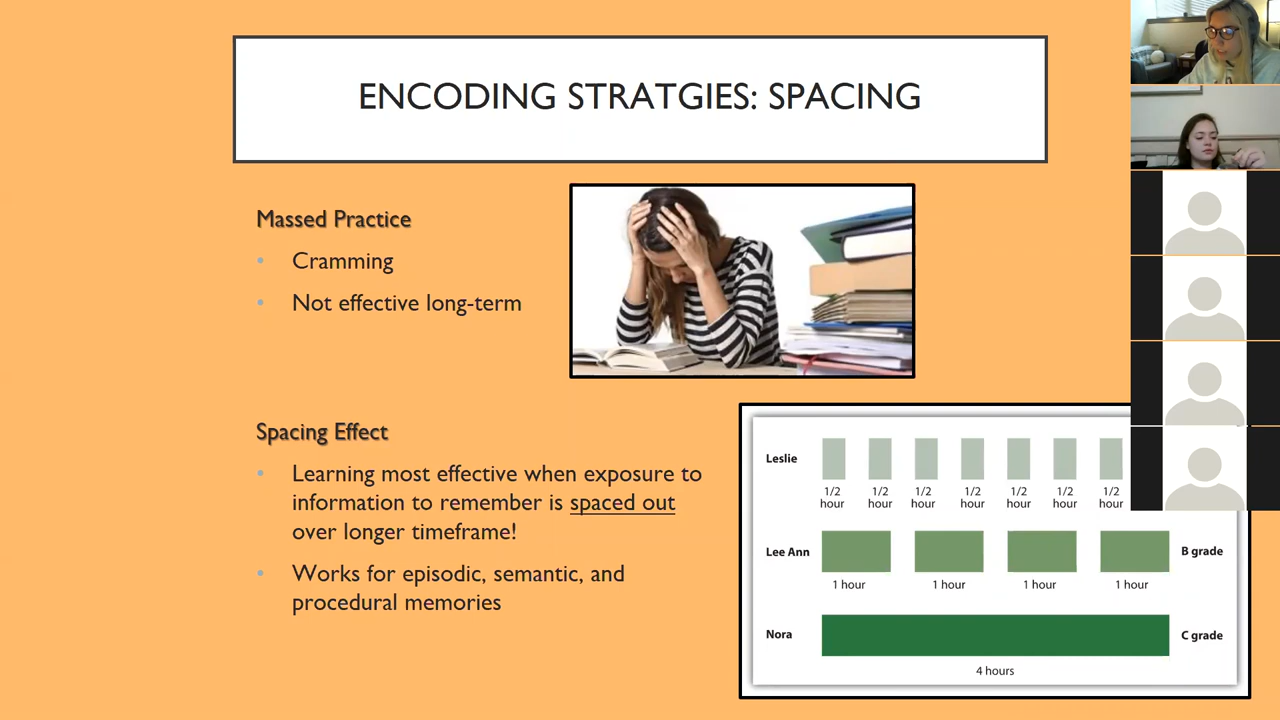 ENCODING STRATGIES: SPACING
Massed Practice
• Cramming
• Not effective long-term
Spacing Effect
• Learning most effective when exposure to
information to remember is spaced out
over longer timeframe!
• Works for episodic, semantic, and
procedural memories
Leslie
1/2 1/2 1/2 1/2 1/2 1/2 1/2
hour hour hour hour hour hour hour
Lee Ann B grade
1 hour 1 hour 1 hour 1 hour
Nora C grade
4 hours